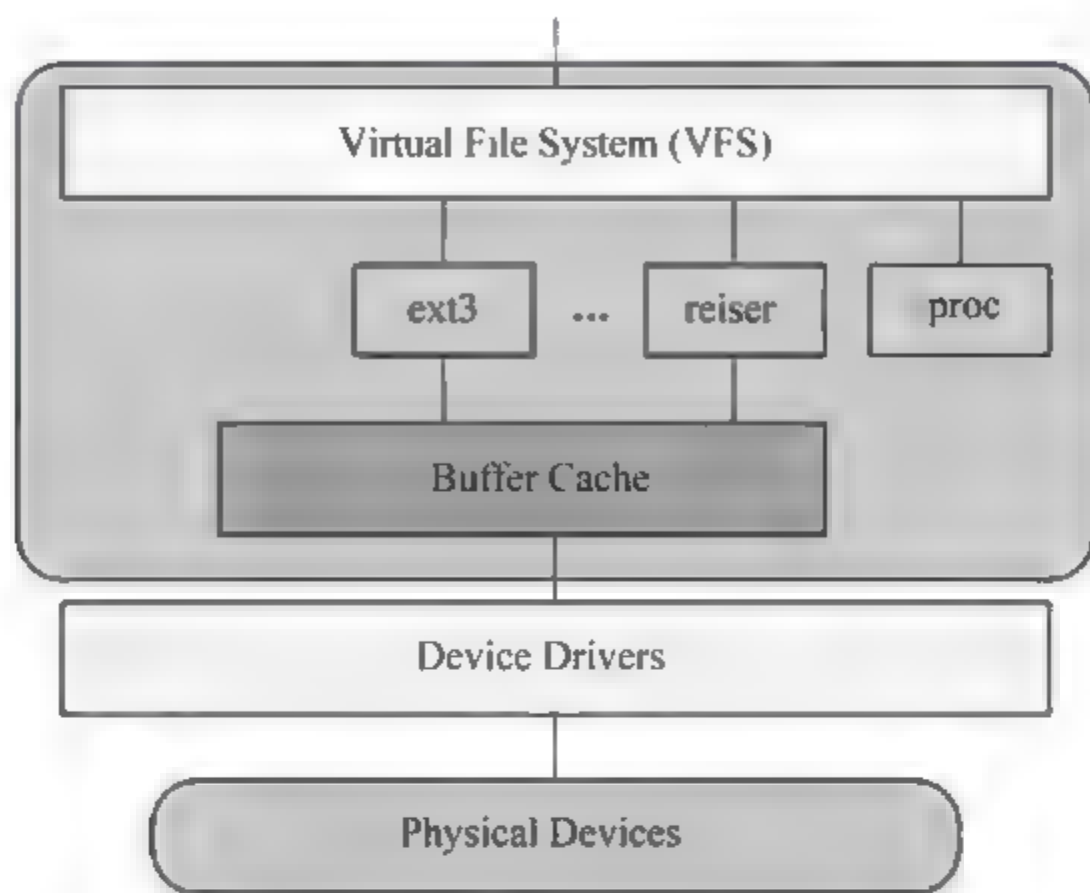 Virtual File System (VFS)
ext3 ... reiser proc
Buffer Cache
Device Drivers
Physical Devices